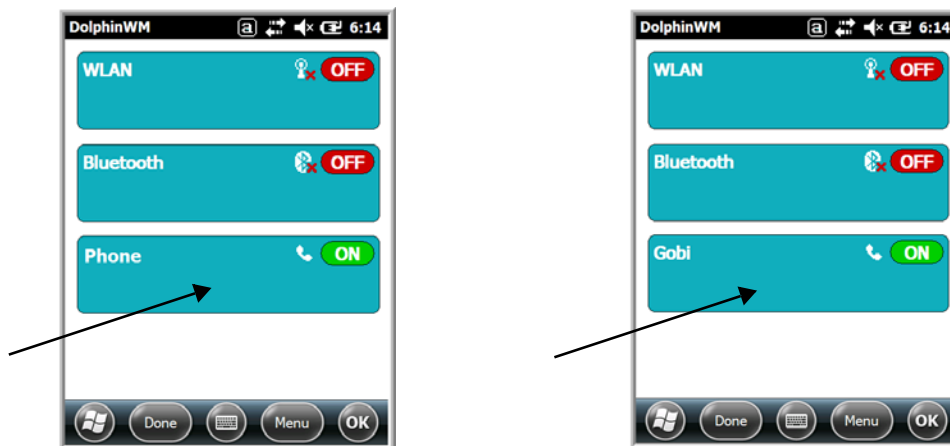 DolphinWM a 6:14
WLAN OFF
Bluetooth OFF
Phone ON
Done Menu OK
DolphinWM a 6:14
WLAN OFF
Bluetooth OFF
Gobi ON
Done Menu OK